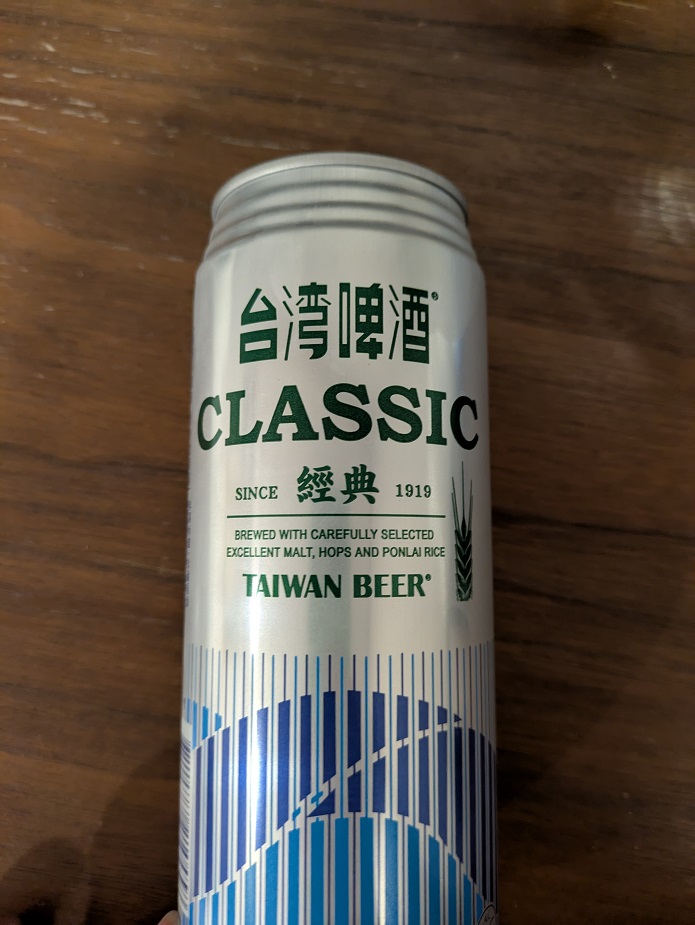 台湾啤酒®
CLASSIC
SINCE 經典 1919
BREWED WITH CAREFULLY SELECTED
EXCELLENT MALT, HOPS AND PONLAI RICE
TAIWAN BEER®